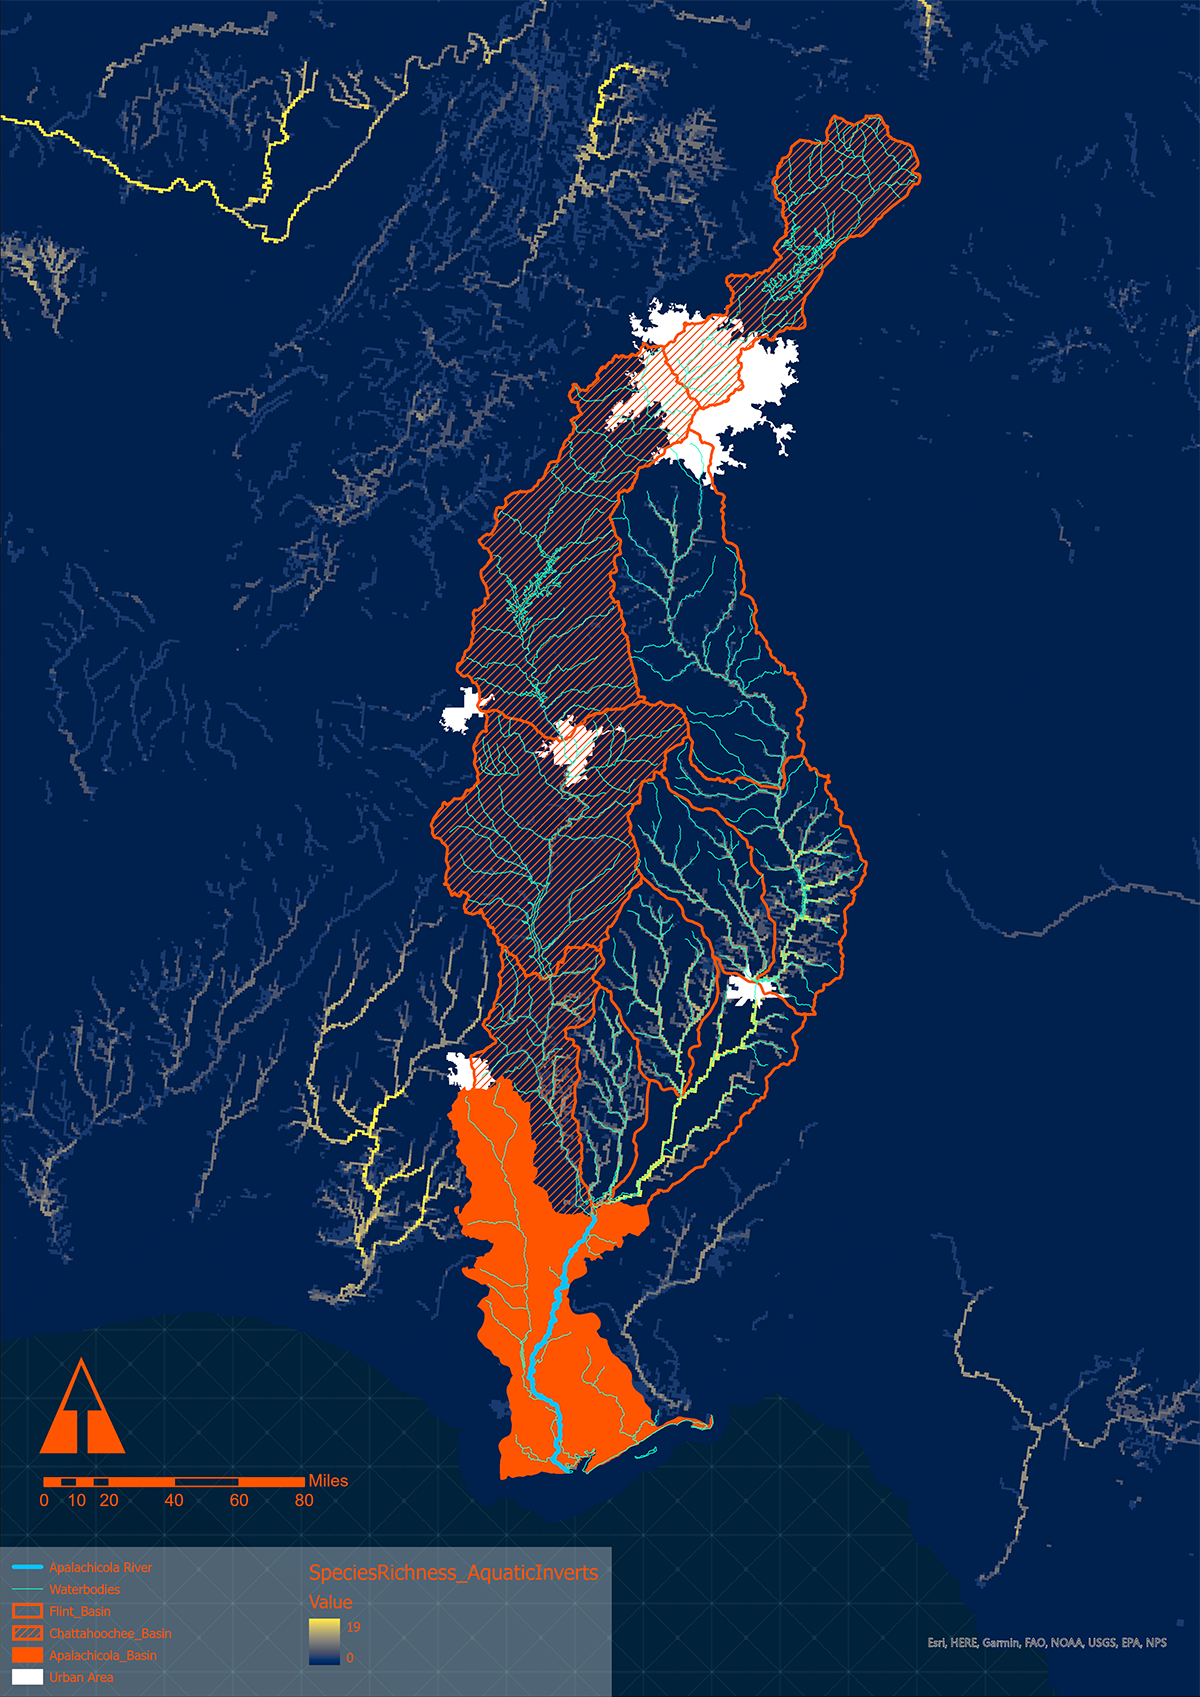 Miles
0 10 20 40 60 80
Apalachicola River
Waterbodies
Flint_Basin
Chattahoochee_Basin
Apalachicola_Basin
Urban Area
SpeciesRichness_AquaticInverts
Value
19
0
Esri, HERE, Garmin, FAO, NOAA, USGS, EPA, NPS